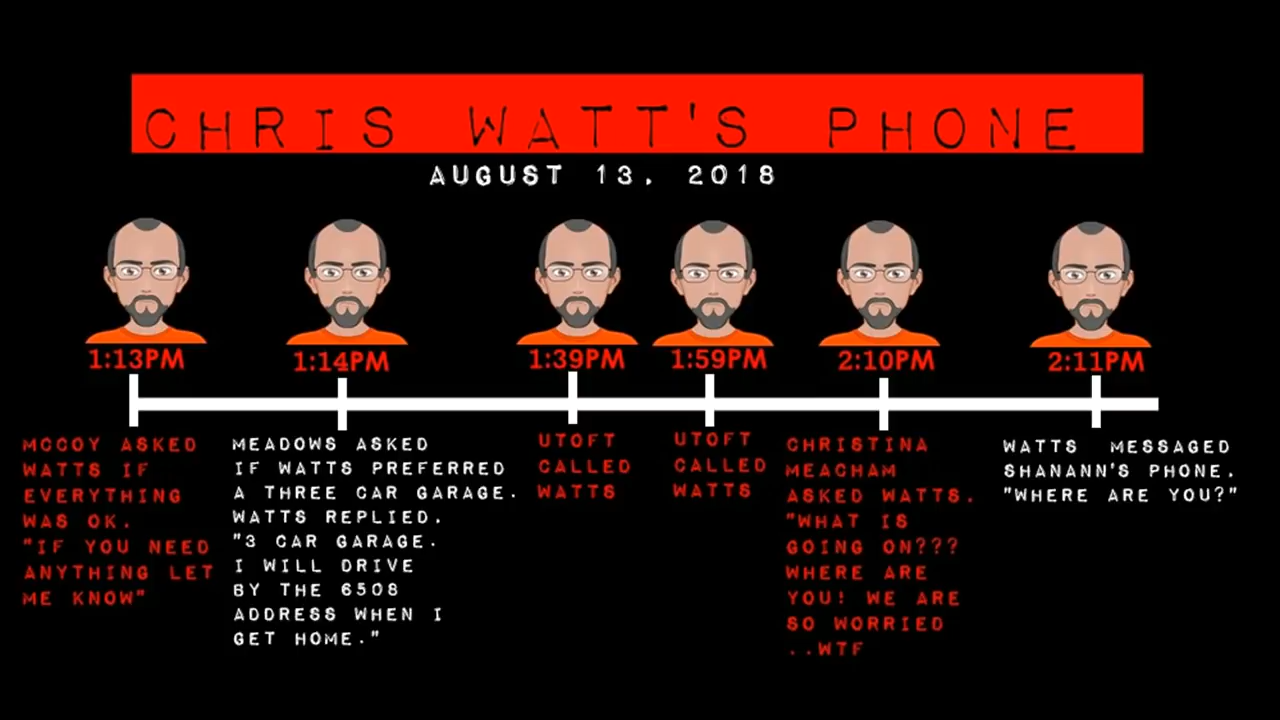 CHRIS WATT'S PHONE
AUGUST 13, 2018
1:13PM
MCCOY ASKED
WATTS IF
EVERYTHING
WAS OK.
"IF YOU NEED
ANYTHING LET
ME KNOW"
1:14PM
MEADOWS ASKED
IF WATTS PREFERRED
A THREE CAR GARAGE.
WATTS REPLIED,
"3 CAR GARAGE.
I WILL DRIVE
BY THE 6508
ADDRESS WHEN I
GET HOME."
1:39PM
UTOFT
CALLED
WATTS
1:59PM
UTOFT
CALLED
WATTS
2:10PM
CHRISTINA
MEACHAM
ASKED WATTS,
"WHAT IS
GOING ON???
WHERE ARE
YOU! WE ARE
SO WORRIED
..WTF
2:11PM
WATTS MESSAGED
SHANANN'S PHONE,
"WHERE ARE YOU?"